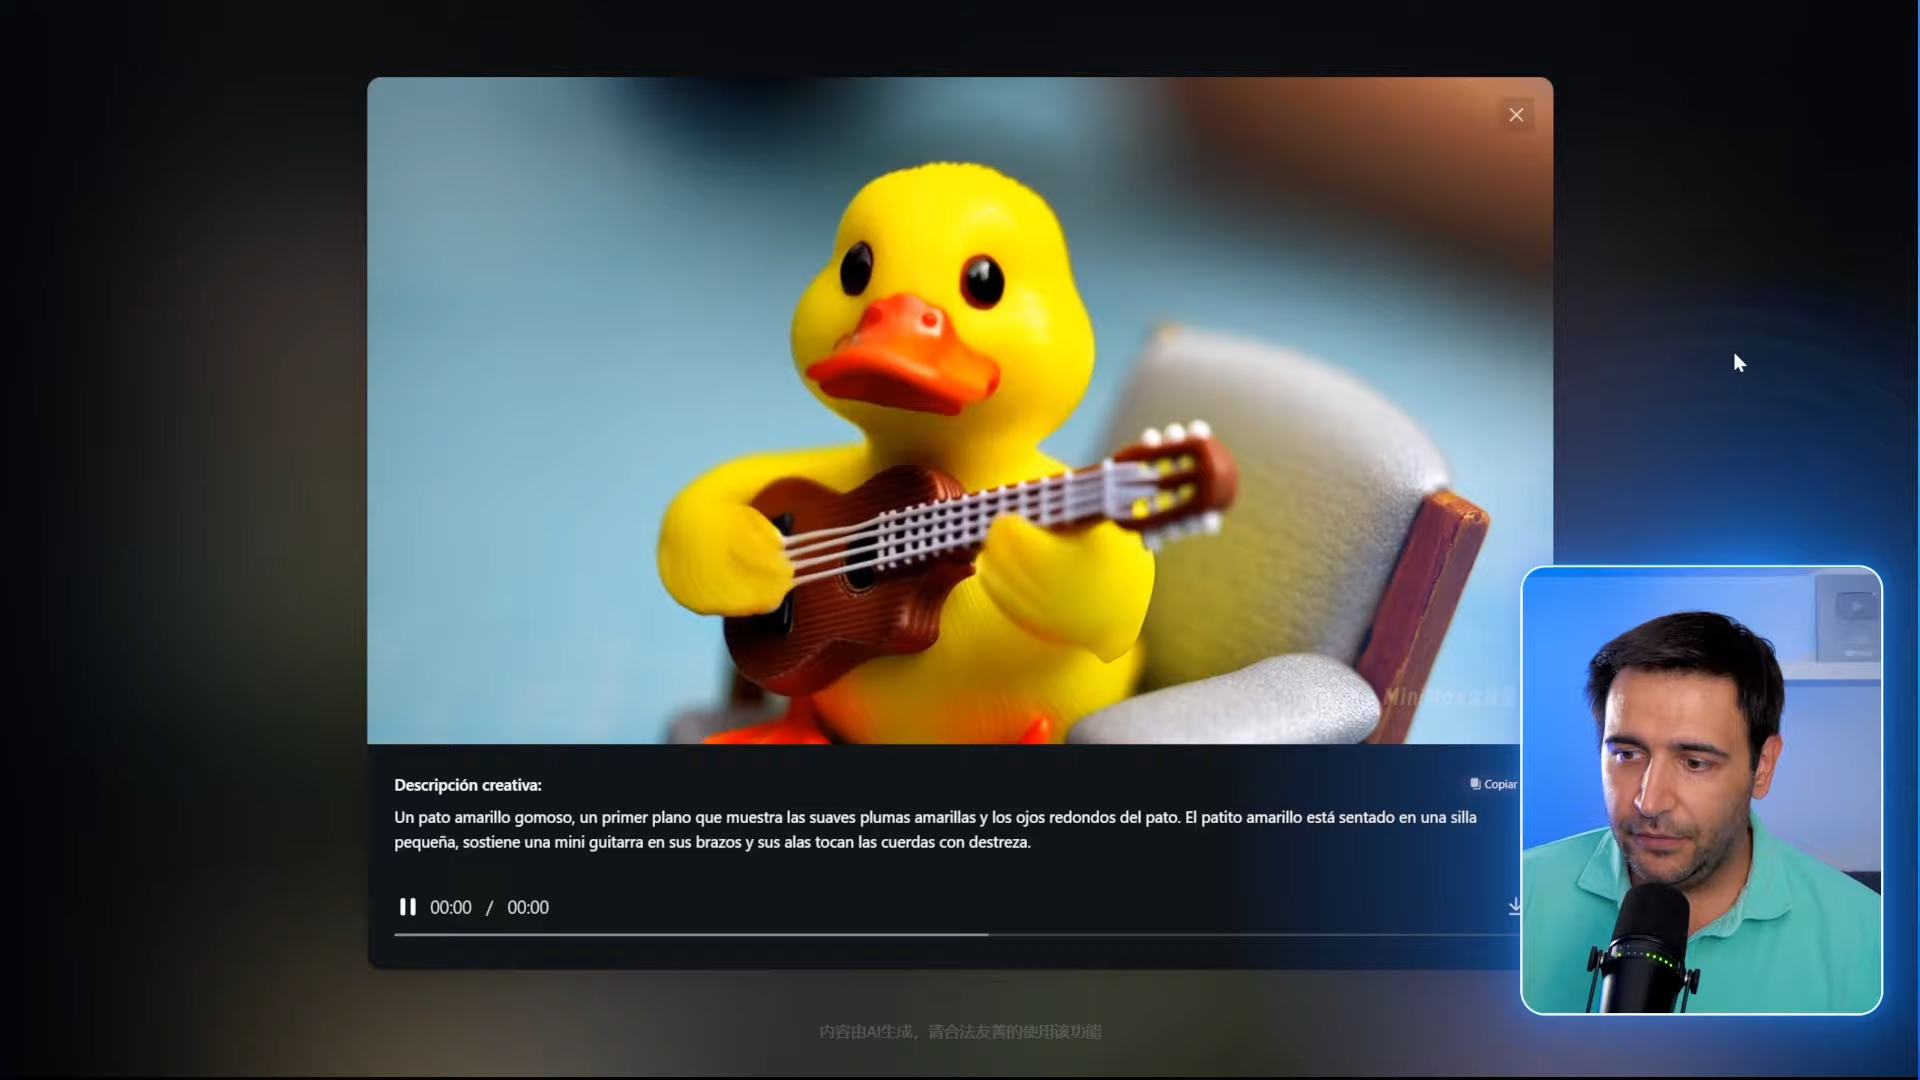 MiniMax
Descripción creativa:
Copiar
Un pato amarillo gomoso, un primer plano que muestra las suaves plumas amarillas y los ojos redondos del pato. El patito amarillo está sentado en una silla
pequeña, sostiene una mini guitarra en sus brazos y sus alas tocan las cuerdas con destreza.
00:00 / 00:00
内容由AI生成，请合法友善的使用该功能